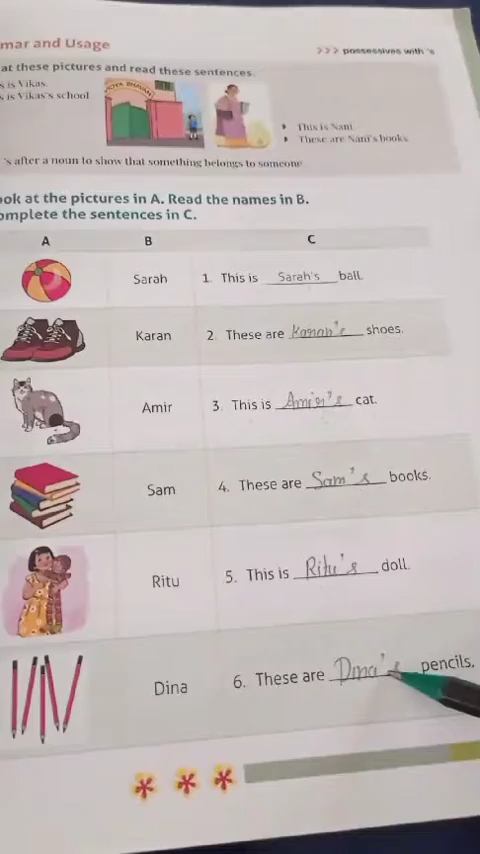 mar and Usage
>>> possessives with 's
at these pictures and read these sentences.
s is Vikas.
s is Vikas's school
This is Nani.
These are Nani's books
's after a noun to show that something belongs to someone
ook at the pictures in A. Read the names in B.
omplete the sentences in C.
A B C
Sarah 1. This is Sarah's ball.
Karan 2. These are Karan's shoes.
Amir 3. This is Amir's cat.
Sam 4. These are Sam's books.
Ritu 5. This is Ritu's doll.
Dina 6. These are Dina's pencils.